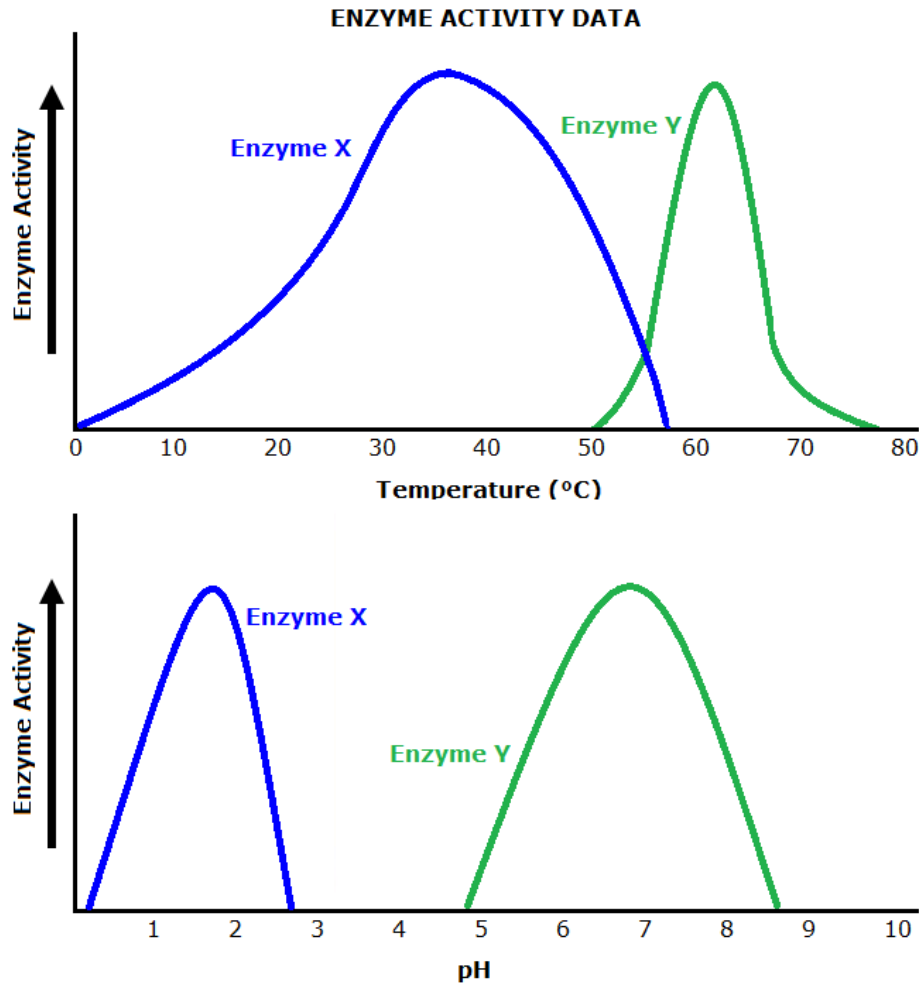 ENZYME ACTIVITY DATA
Enzyme Activity
Enzyme X
Enzyme Y
0 10 20 30 40 50 60 70 80
Temperature (ºC)
Enzyme Activity
Enzyme X
Enzyme Y
1 2 3 4 5 6 7 8 9 10
pH